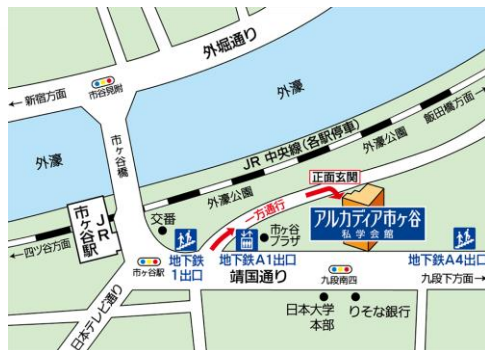 外堀通り
←新宿方面
市谷見附
外濠
飯田橋方面→
JR 中央線(各駅停車)
外濠公園
市ヶ谷橋
外濠
正面玄関
外濠公園
一方通行
アルカディア市ヶ谷
私学会館
交番
市ヶ谷
プラザ
JR
市ヶ谷駅
←四ツ谷方面
地下鉄
1出口
地下鉄A1出口
地下鉄A4出口
市ヶ谷駅
靖国通り
九段南四
九段下方面→
日本テレビ通り
日本大学
本部
りそな銀行